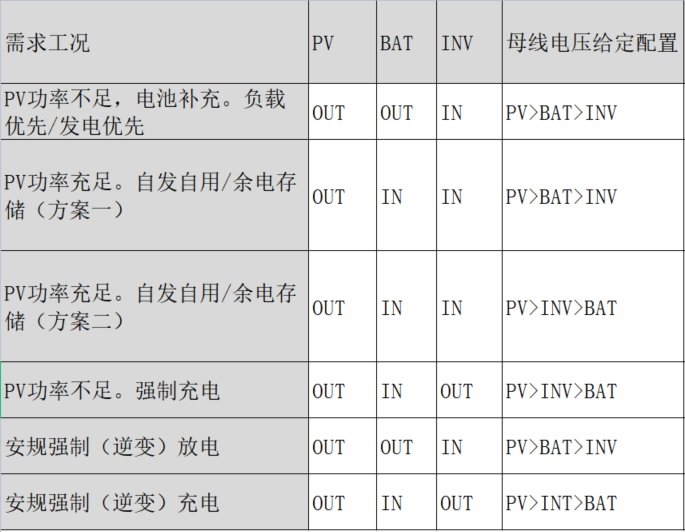 需求工况 PV BAT INV 母线电压给定配置
PV功率不足，电池补充。负载
优先/发电优先 OUT OUT IN PV>BAT>INV
PV功率充足。自发自用/余电存
储（方案一） OUT IN IN PV>BAT>INV
PV功率充足。自发自用/余电存
储（方案二） OUT IN IN PV>INV>BAT
PV功率不足。强制充电 OUT IN OUT PV>INV>BAT
安规强制（逆变）放电 OUT OUT IN PV>BAT>INV
安规强制（逆变）充电 OUT IN OUT PV>INT>BAT